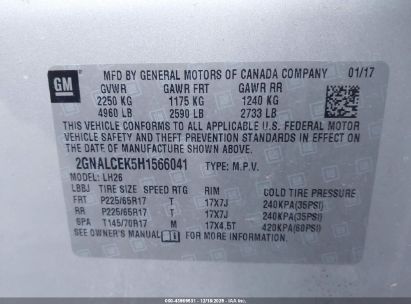 GM
MFD BY GENERAL MOTORS OF CANADA COMPANY 01/17
GVWR GAWR FRT GAWR RR
2250 KG 1175 KG 1240 KG
4960 LB 2590 LB 2733 LB
THIS VEHICLE CONFORMS TO ALL APPLICABLE U.S. FEDERAL MOTOR
VEHICLE SAFETY AND THEFT PREVENTION STANDARDS IN EFFECT ON
THE DATE OF MANUFACTURE SHOWN ABOVE.
2GNALCEK5H1566041 TYPE: M.P.V.
MODEL: LH26
LBBJ TIRE SIZE SPEED RTG RIM COLD TIRE PRESSURE
FRT P225/65R17 T 17X7J 240KPA(35PSI)
RR P225/65R17 T 17X7J 240KPA(35PSI)
SPA T145/70R17 M 17X4.5T 420KPA(60PSI)
SEE OWNER'S MANUAL FOR MORE INFORMATION.